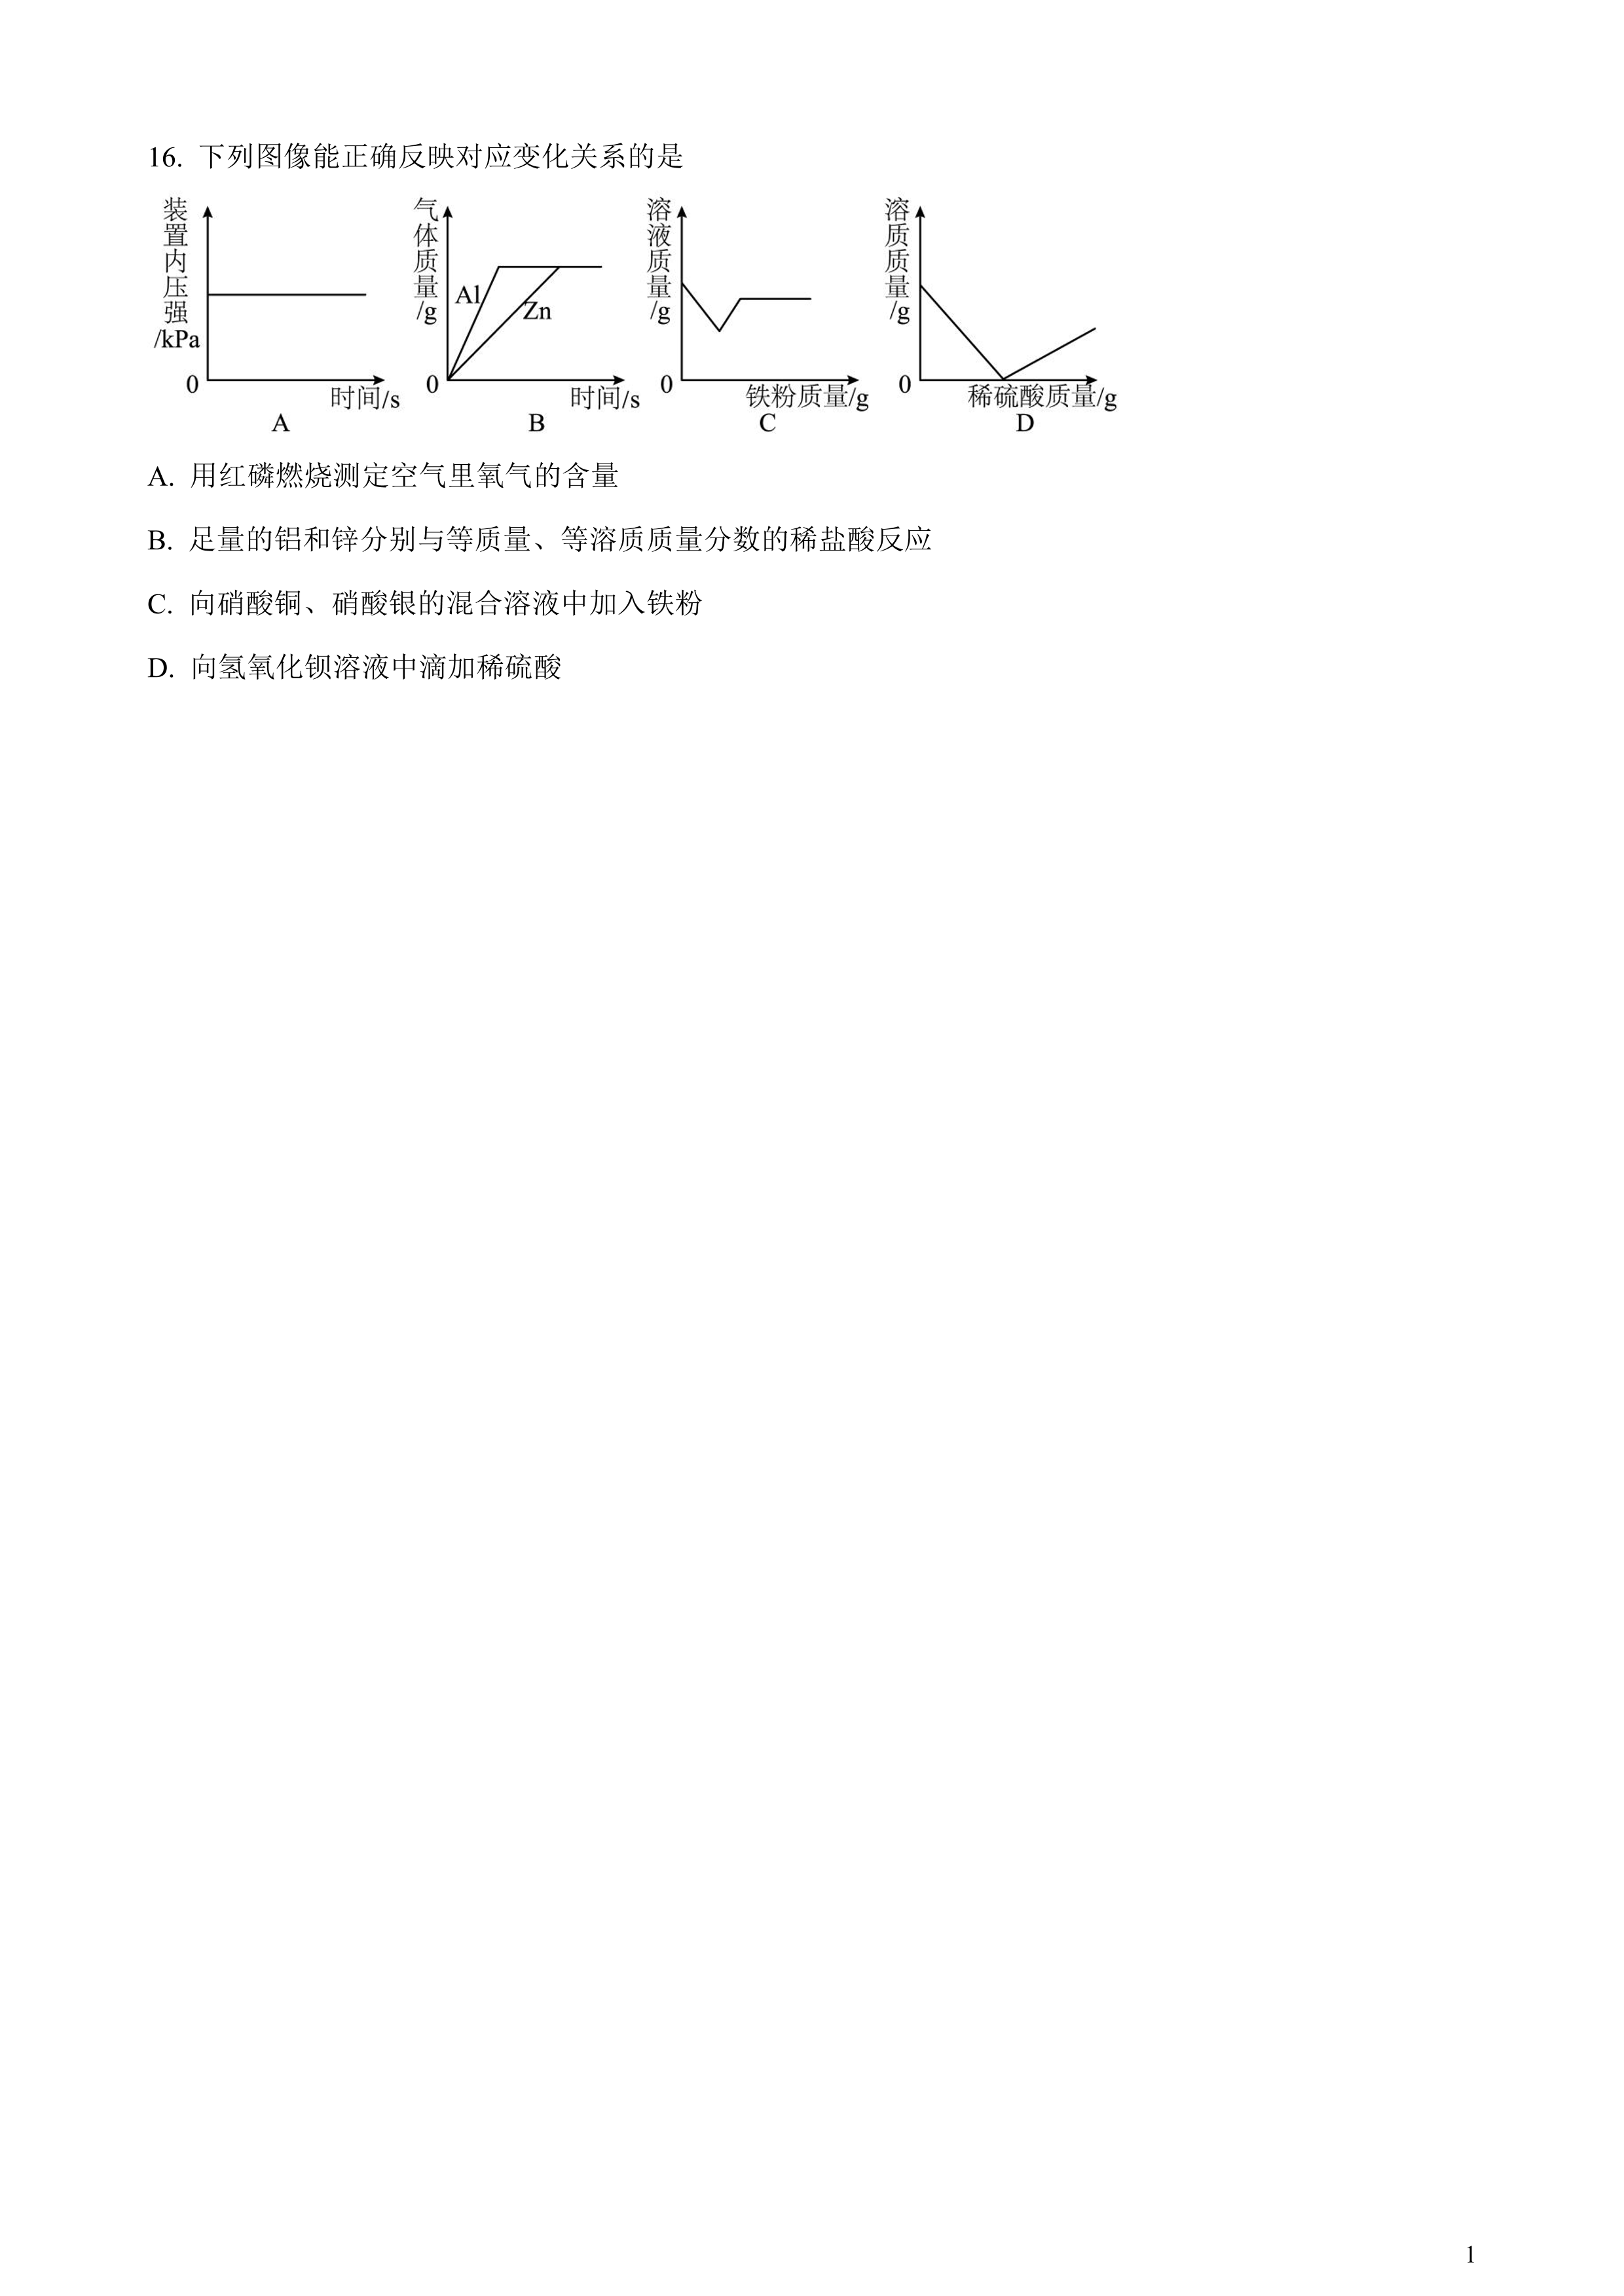 16. 下列图像能正确反映对应变化关系的是
装置内压强/kPa
0
时间/s
A
气体质量/g
Al
Zn
0
时间/s
B
溶液质量/g
0
铁粉质量/g
C
溶质质量/g
0
稀硫酸质量/g
D
A. 用红磷燃烧测定空气里氧气的含量
B. 足量的铝和锌分别与等质量、等溶质质量分数的稀盐酸反应
C. 向硝酸铜、硝酸银的混合溶液中加入铁粉
D. 向氢氧化钡溶液中滴加稀硫酸
1